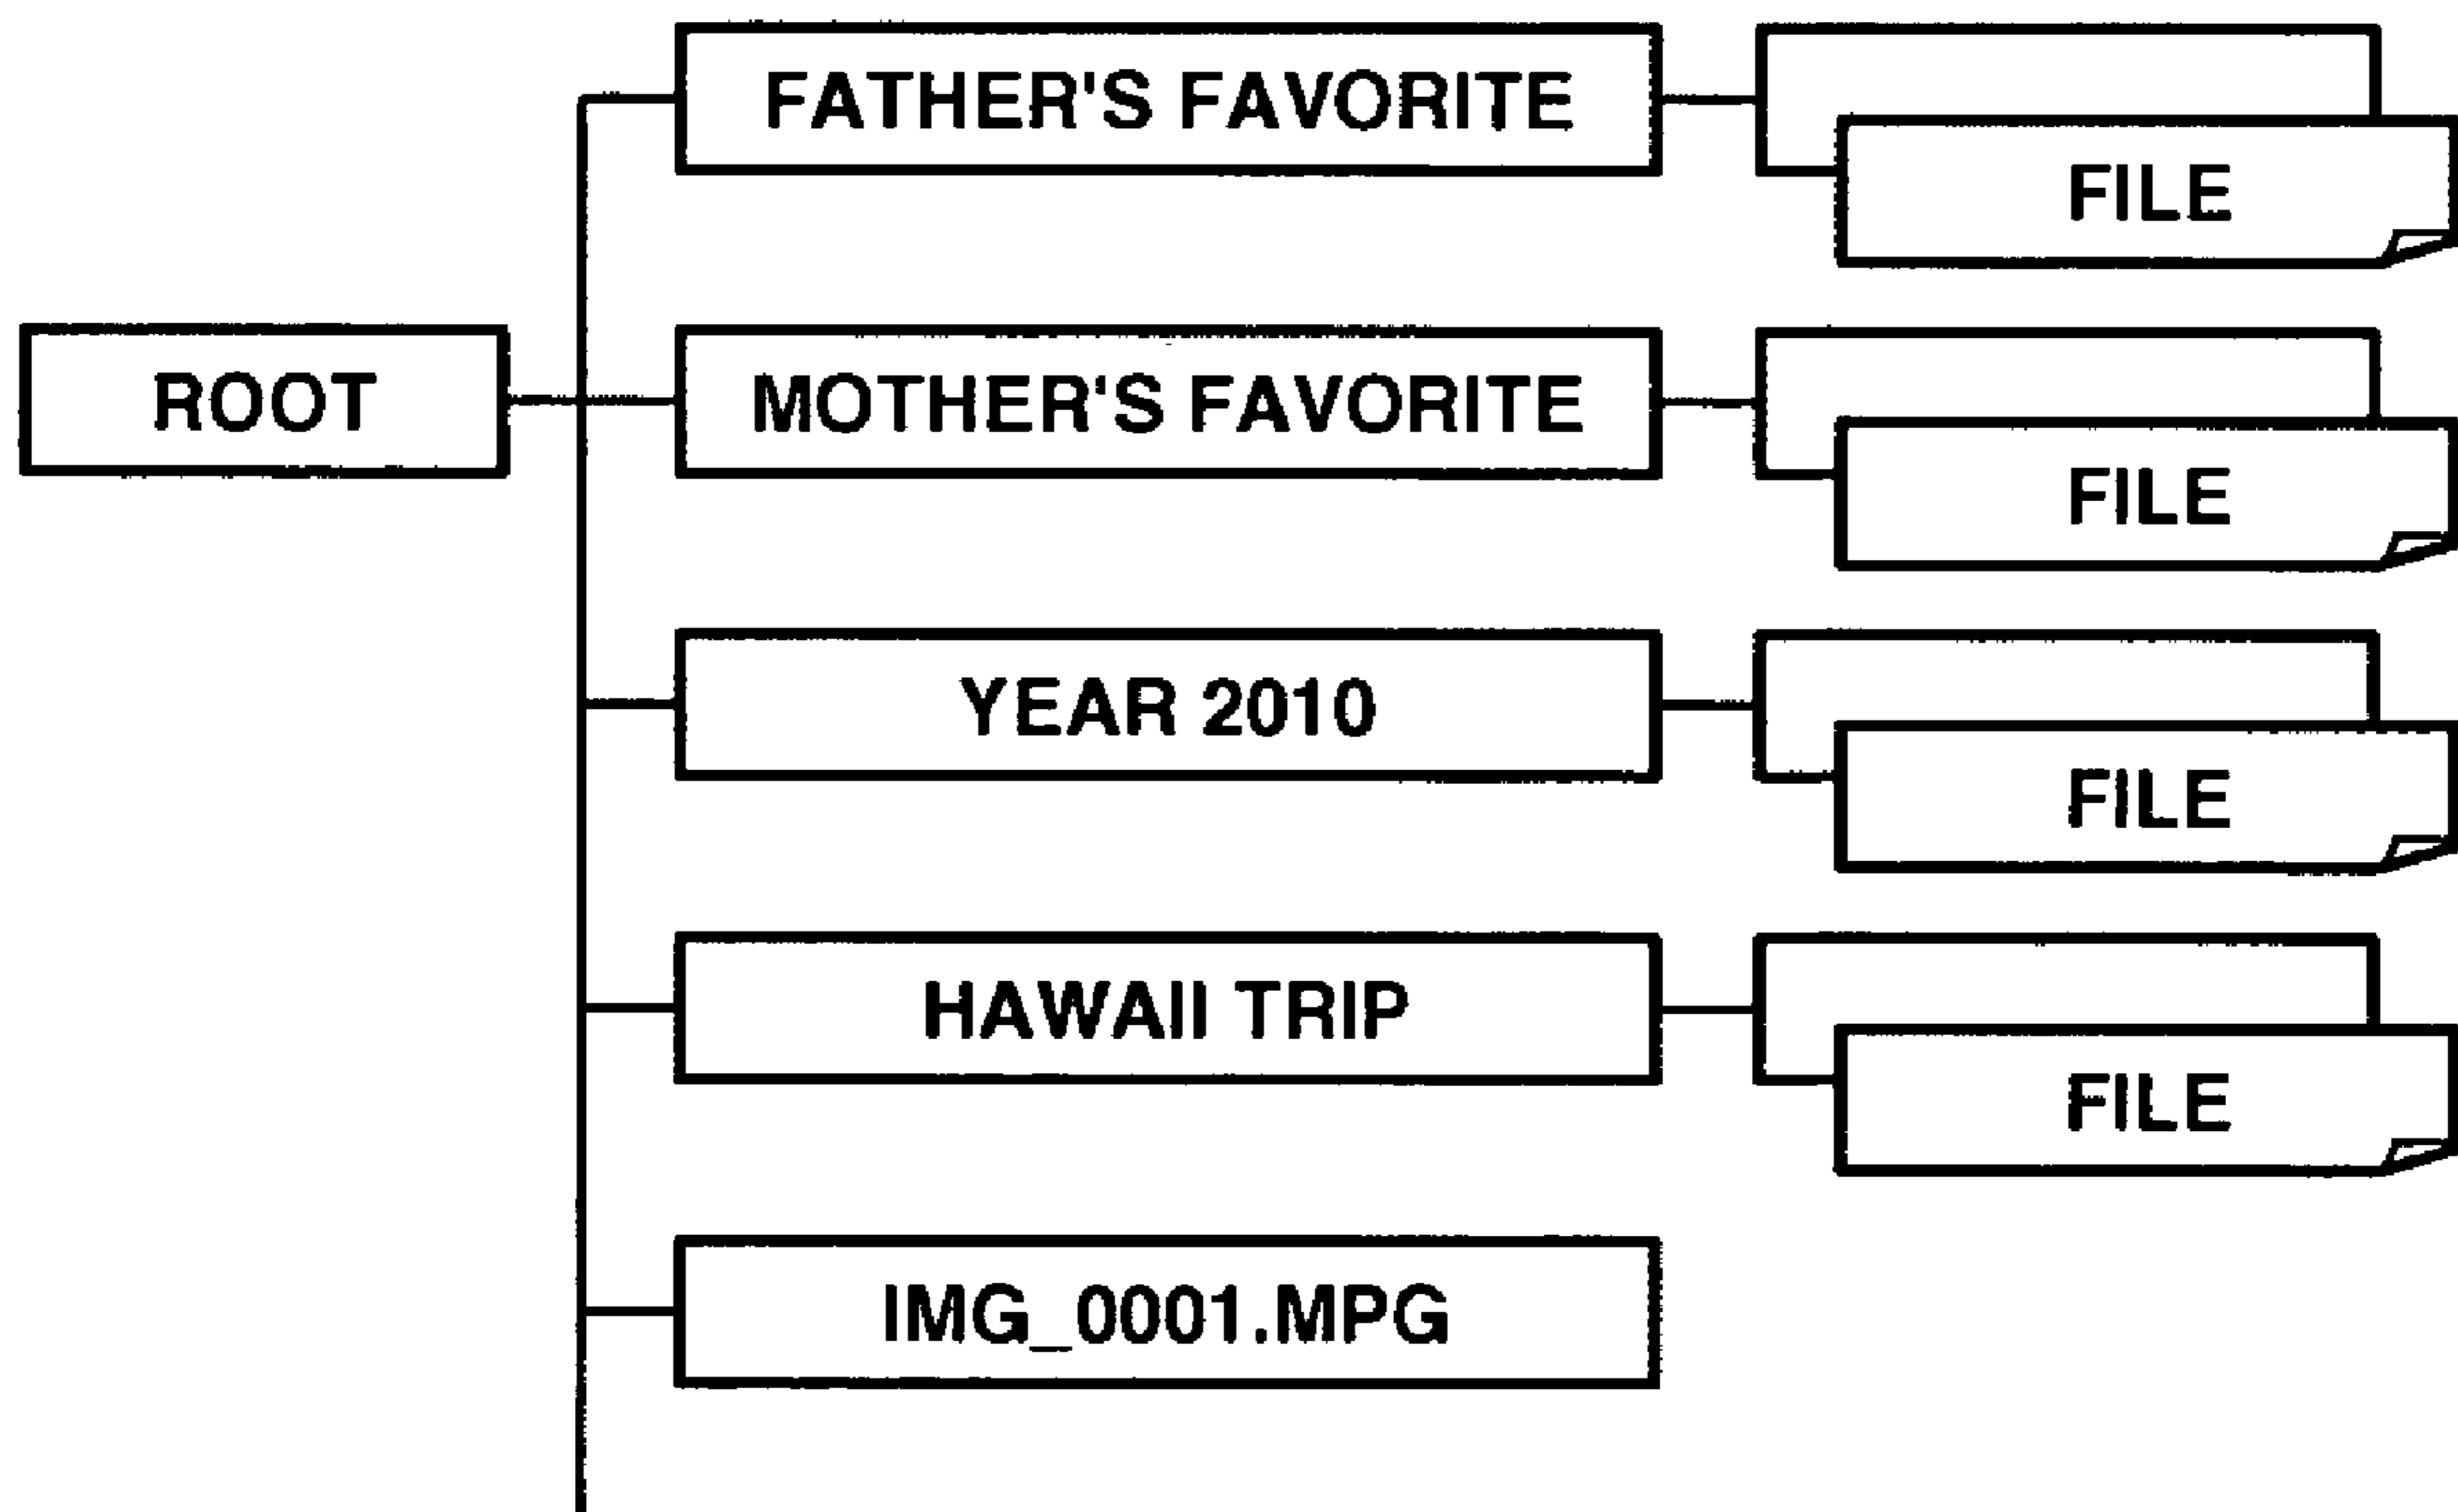 FATHER'S FAVORITE
FILE
ROOT
MOTHER'S FAVORITE
FILE
YEAR 2010
FILE
HAWAII TRIP
FILE
IMG_0001.MPG